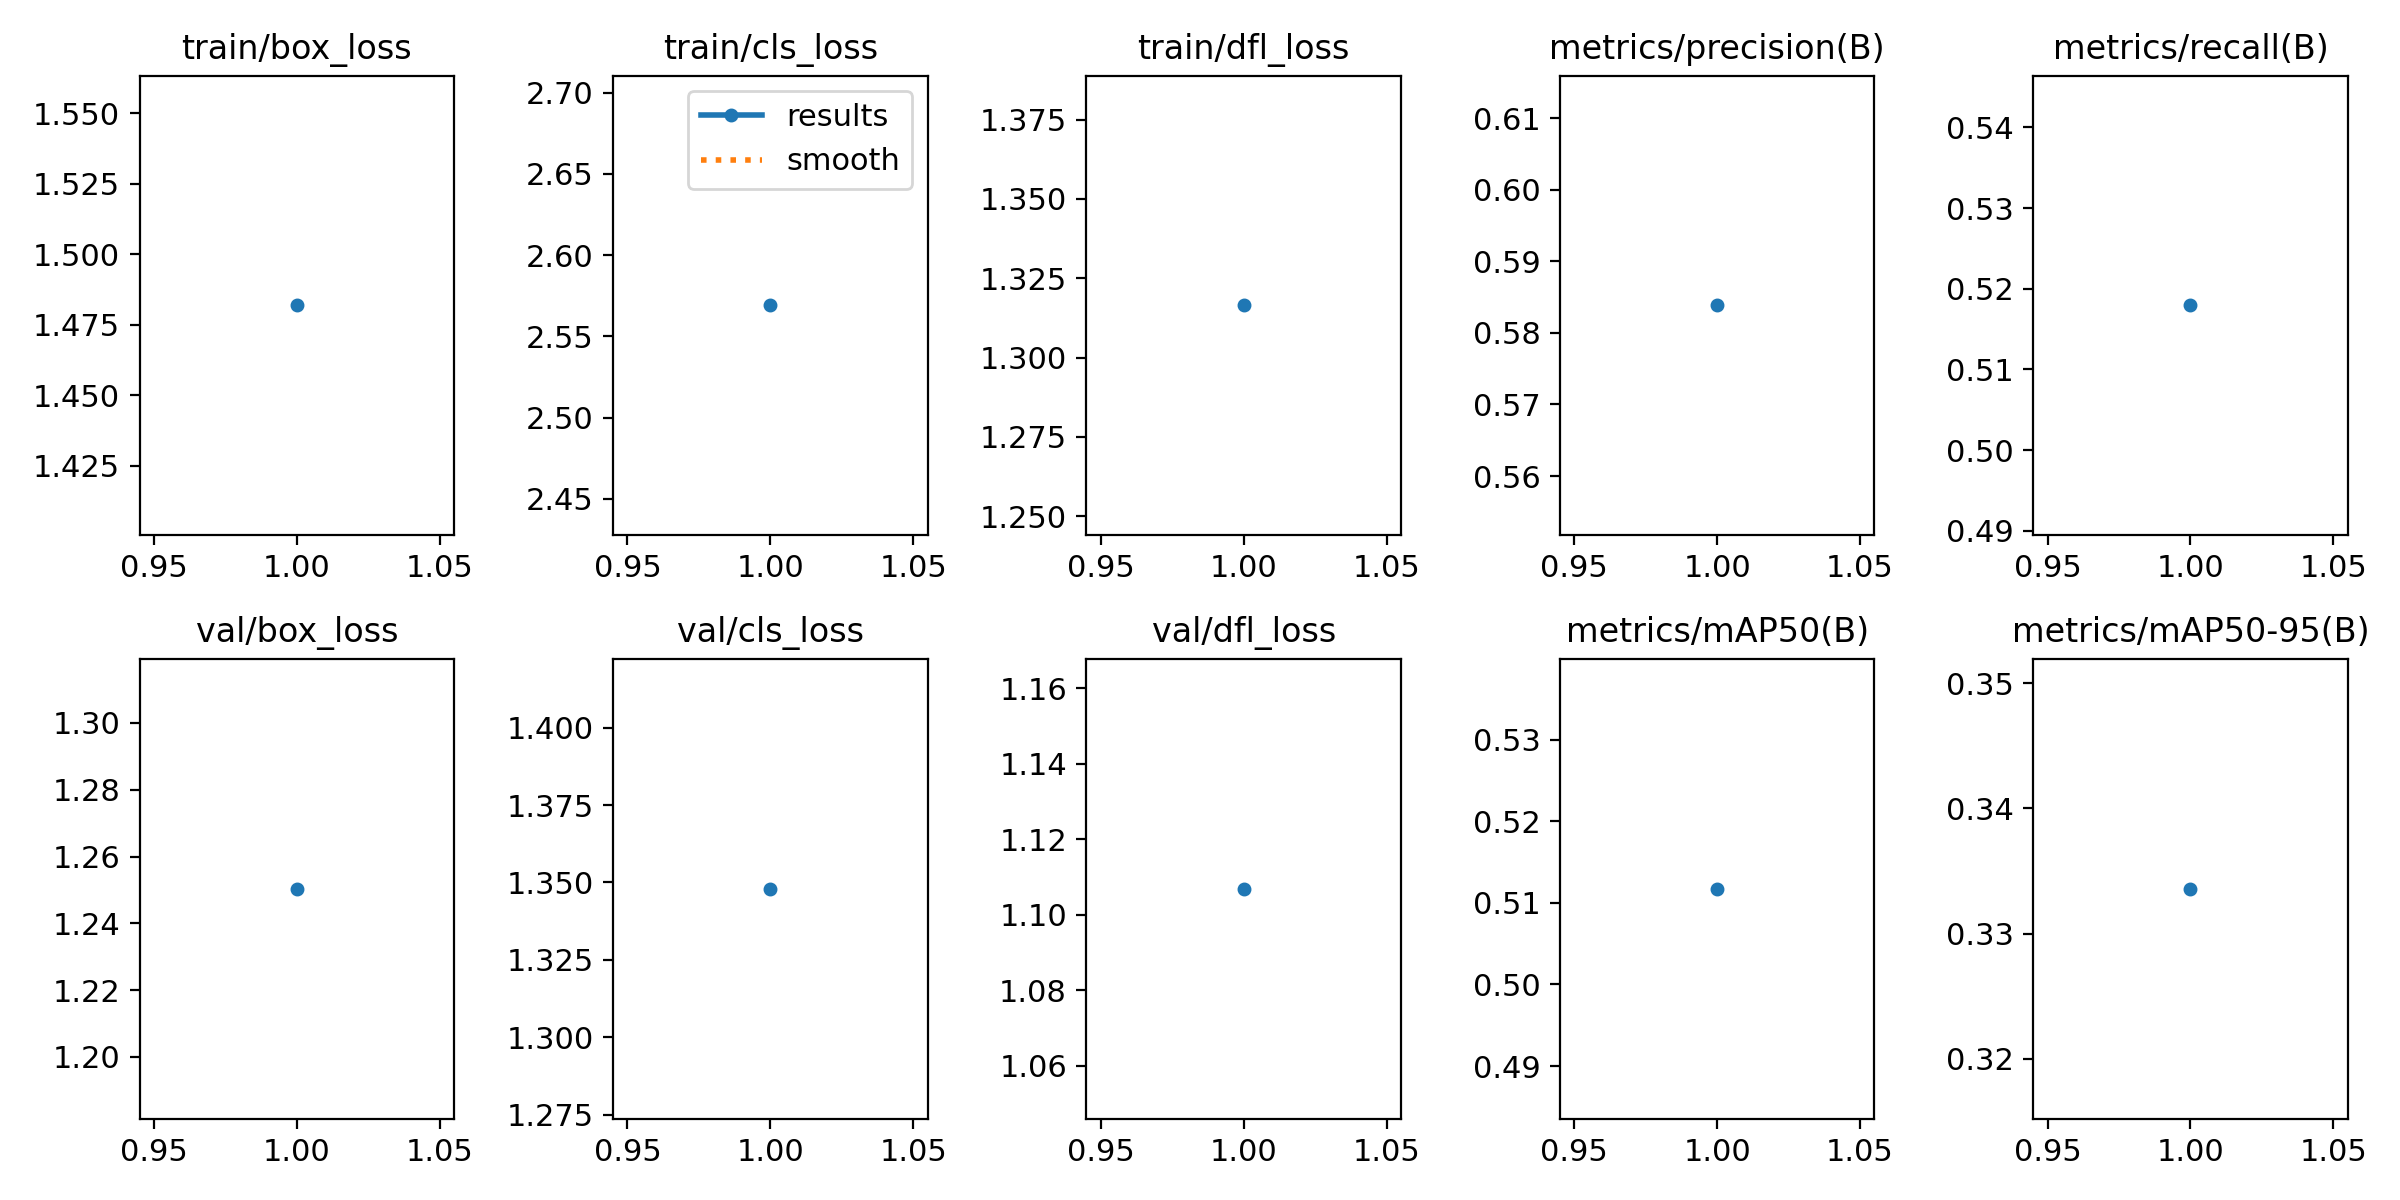 train/box_loss
1.550
1.525
1.500
1.475
1.450
1.425
0.95 1.00 1.05
train/cls_loss
results
smooth
2.70
2.65
2.60
2.55
2.50
2.45
0.95 1.00 1.05
train/dfl_loss
1.375
1.350
1.325
1.300
1.275
1.250
0.95 1.00 1.05
metrics/precision(B)
0.61
0.60
0.59
0.58
0.57
0.56
0.95 1.00 1.05
metrics/recall(B)
0.54
0.53
0.52
0.51
0.50
0.49
0.95 1.00 1.05
val/box_loss
1.30
1.28
1.26
1.24
1.22
1.20
0.95 1.00 1.05
val/cls_loss
1.400
1.375
1.350
1.325
1.300
1.275
0.95 1.00 1.05
val/dfl_loss
1.16
1.14
1.12
1.10
1.08
1.06
0.95 1.00 1.05
metrics/mAP50(B)
0.53
0.52
0.51
0.50
0.49
0.95 1.00 1.05
metrics/mAP50-95(B)
0.35
0.34
0.33
0.32
0.95 1.00 1.05